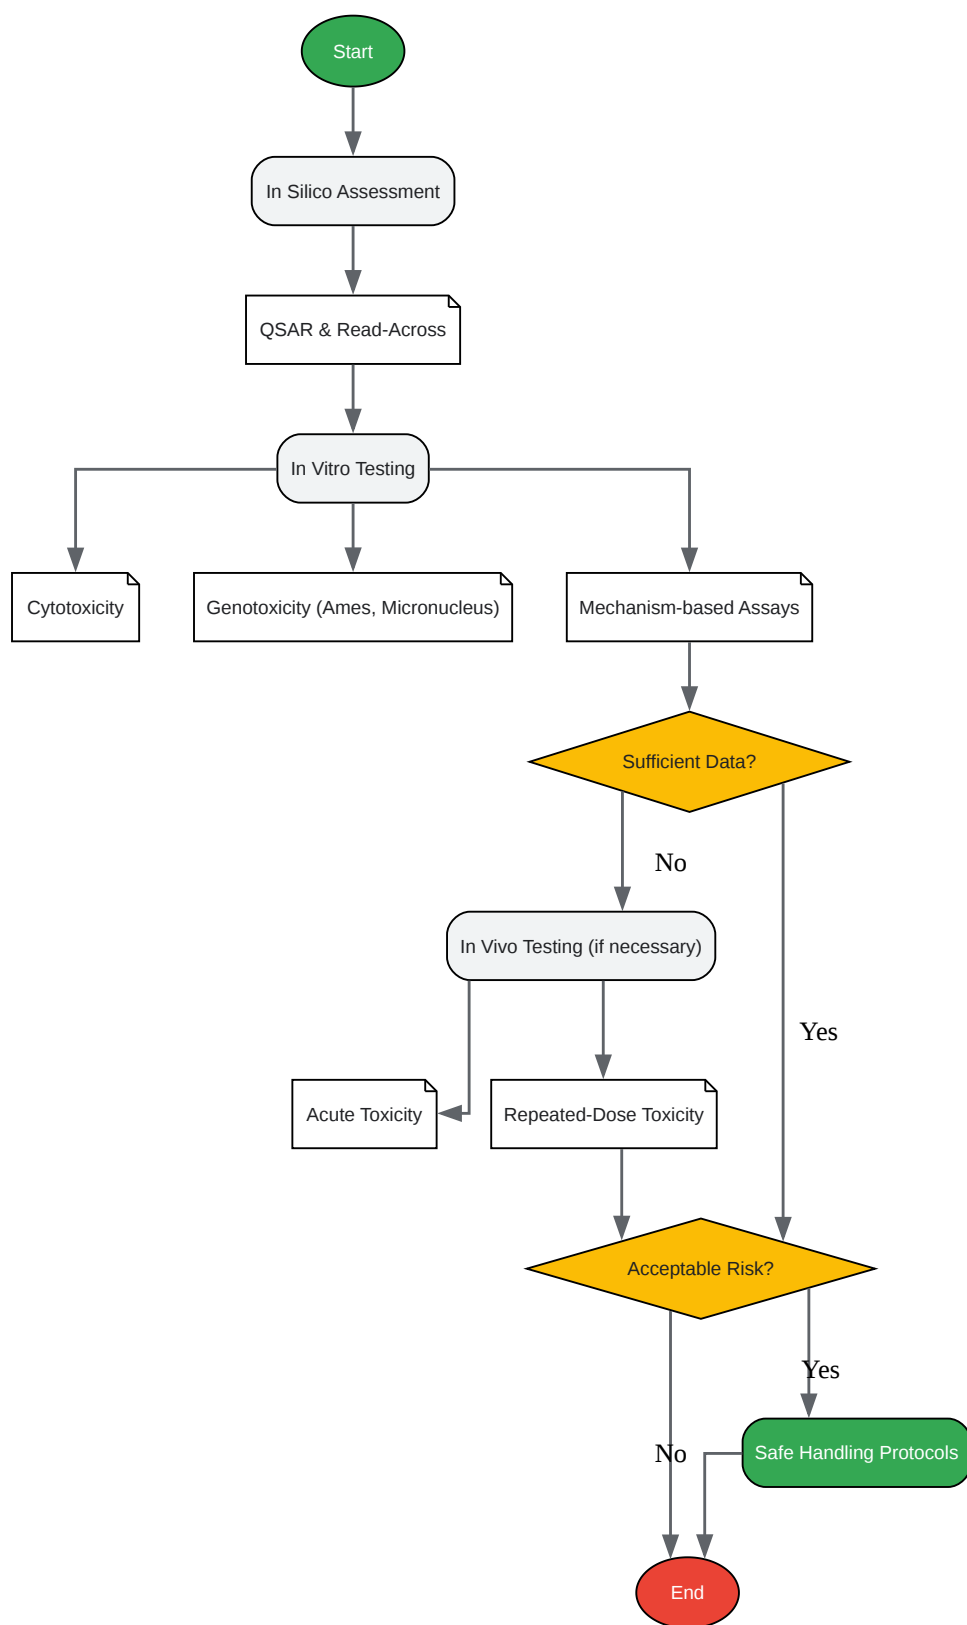 Start
In Silico Assessment
QSAR & Read-Across
In Vitro Testing
Cytotoxicity
Genotoxicity (Ames, Micronucleus)
Mechanism-based Assays
Sufficient Data?
No
In Vivo Testing (if necessary)
Yes
Acute Toxicity
Repeated-Dose Toxicity
Acceptable Risk?
Yes
No
Safe Handling Protocols
End